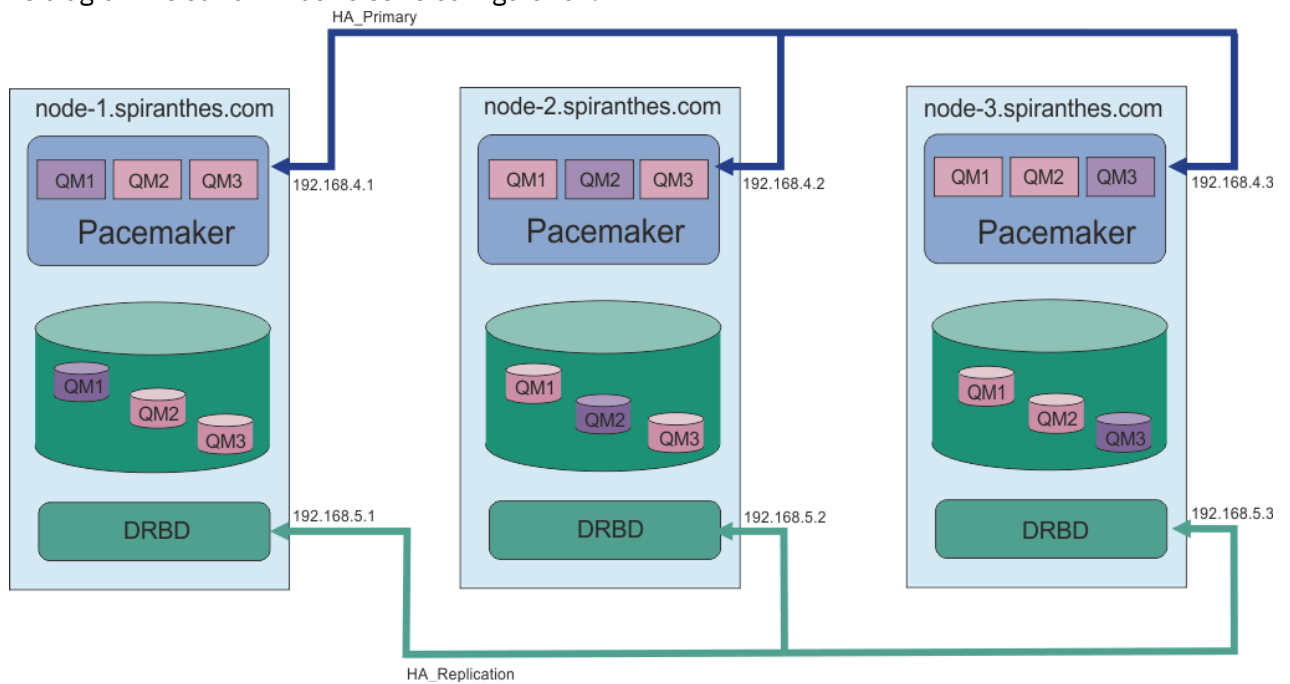 HA_Primary
node-1.spiranthes.com
QM1 QM2 QM3
Pacemaker
192.168.4.1
QM1
QM2
QM3
192.168.5.1
DRBD
node-2.spiranthes.com
QM1 QM2 QM3
Pacemaker
192.168.4.2
QM1
QM2
QM3
192.168.5.2
DRBD
node-3.spiranthes.com
QM1 QM2 QM3
Pacemaker
192.168.4.3
QM1
QM2
QM3
192.168.5.3
DRBD
HA_Replication